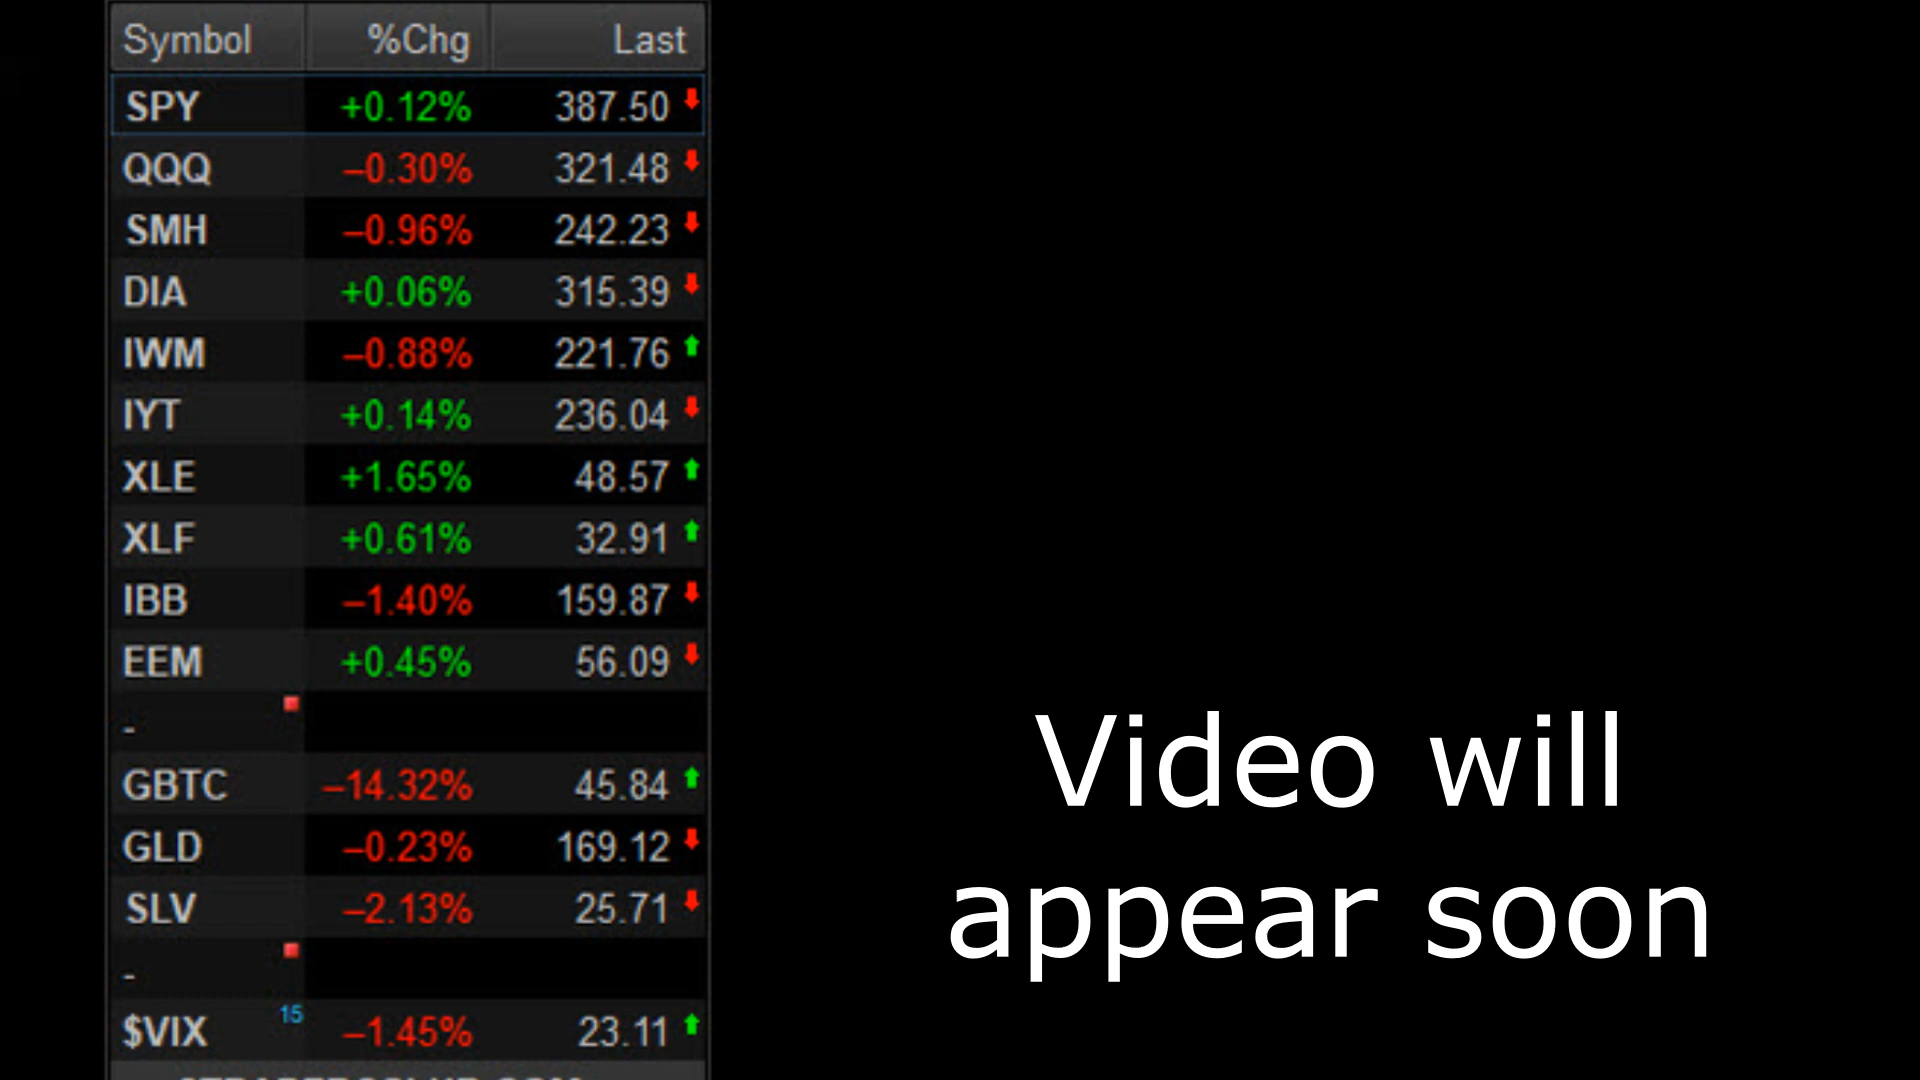 Symbol %Chg Last
SPY +0.12% 387.50
QQQ –0.30% 321.48
SMH –0.96% 242.23
DIA +0.06% 315.39
IWM –0.88% 221.76
IYT +0.14% 236.04
XLE +1.65% 48.57
XLF +0.61% 32.91
IBB –1.40% 159.87
EEM +0.45% 56.09
-
GBTC –14.32% 45.84
GLD –0.23% 169.12
SLV –2.13% 25.71
-
$VIX 15 –1.45% 23.11
Video will
appear soon